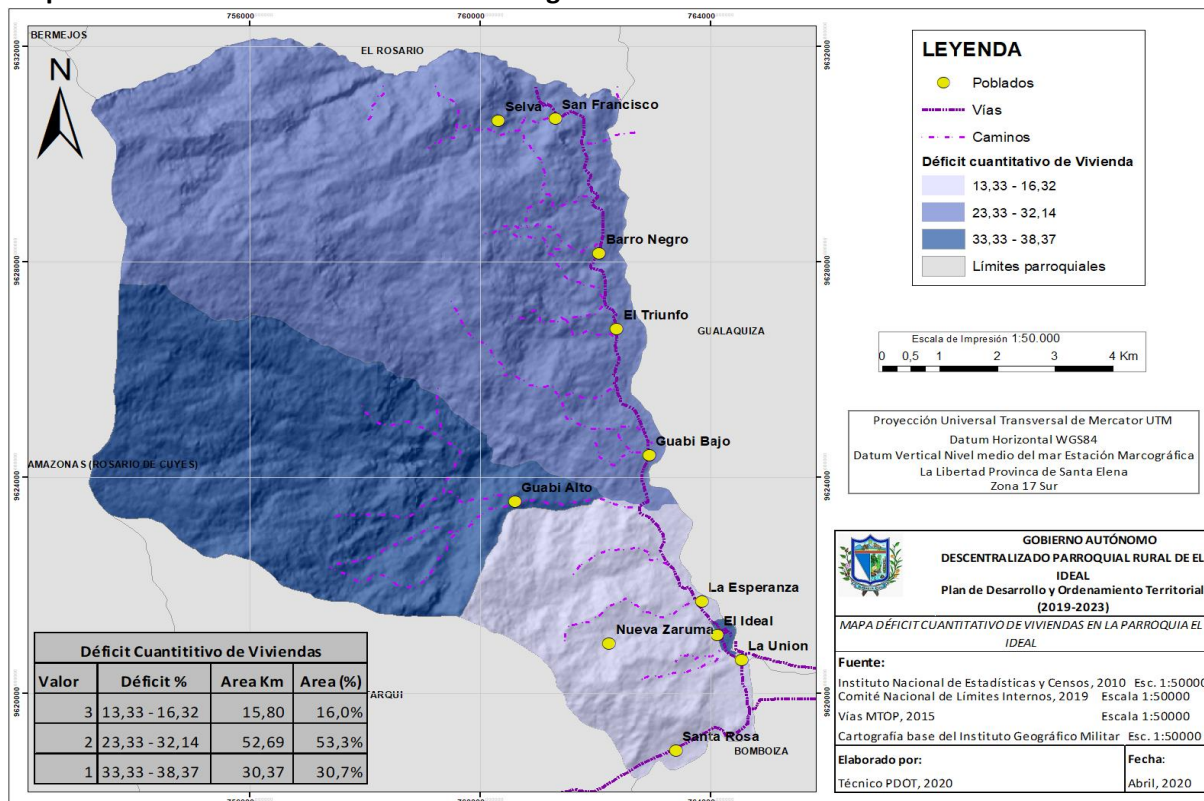 756000
760000
764000
9632000
9632000
BERMEJOS
EL ROSARIO
N
Selva
San Francisco
Barro Negro
9628000
9628000
El Triunfo
GUALAQUIZA
Guabi Bajo
AMAZONAS (ROSARIO DE CUYES)
9624000
9624000
Guabi Alto
La Esperanza
El Ideal
Nueva Zaruma
La Union
TARQUI
9620000
Santa Rosa
BOMBOIZA
756000
760000
764000
Déficit Cuantititivo de Viviendas
Valor Déficit % Area Km Area (%)
3 13,33 - 16,32 15,80 16,0%
2 23,33 - 32,14 52,69 53,3%
1 33,33 - 38,37 30,37 30,7%
LEYENDA
Poblados
Vías
Caminos
Déficit cuantitativo de Vivienda
13,33 - 16,32
23,33 - 32,14
33,33 - 38,37
Límites parroquiales
Escala de Impresión 1:50.000
0 0,5 1 2 3 4 Km
Proyección Universal Transversal de Mercator UTM
Datum Horizontal WGS84
Datum Vertical Nivel medio del mar Estación Marcográfica
La Libertad Provinca de Santa Elena
Zona 17 Sur
GOBIERNO AUTÓNOMO
DESCENTRALIZADO PARROQUIAL RURAL DE EL
IDEAL
Plan de Desarrollo y Ordenamiento Territorial
(2019-2023)
MAPA DÉFICIT CUANTITATIVO DE VIVIENDAS EN LA PARROQUIA EL
IDEAL
Fuente:
Instituto Nacional de Estadísticas y Censos, 2010 Esc. 1:50000
Comité Nacional de Límites Internos, 2019 Escala 1:50000
Vías MTOP, 2015 Escala 1:50000
Cartografía base del Instituto Geográfico Militar Esc. 1:50000
Elaborado por:
Técnico PDOT, 2020
Fecha:
Abril, 2020